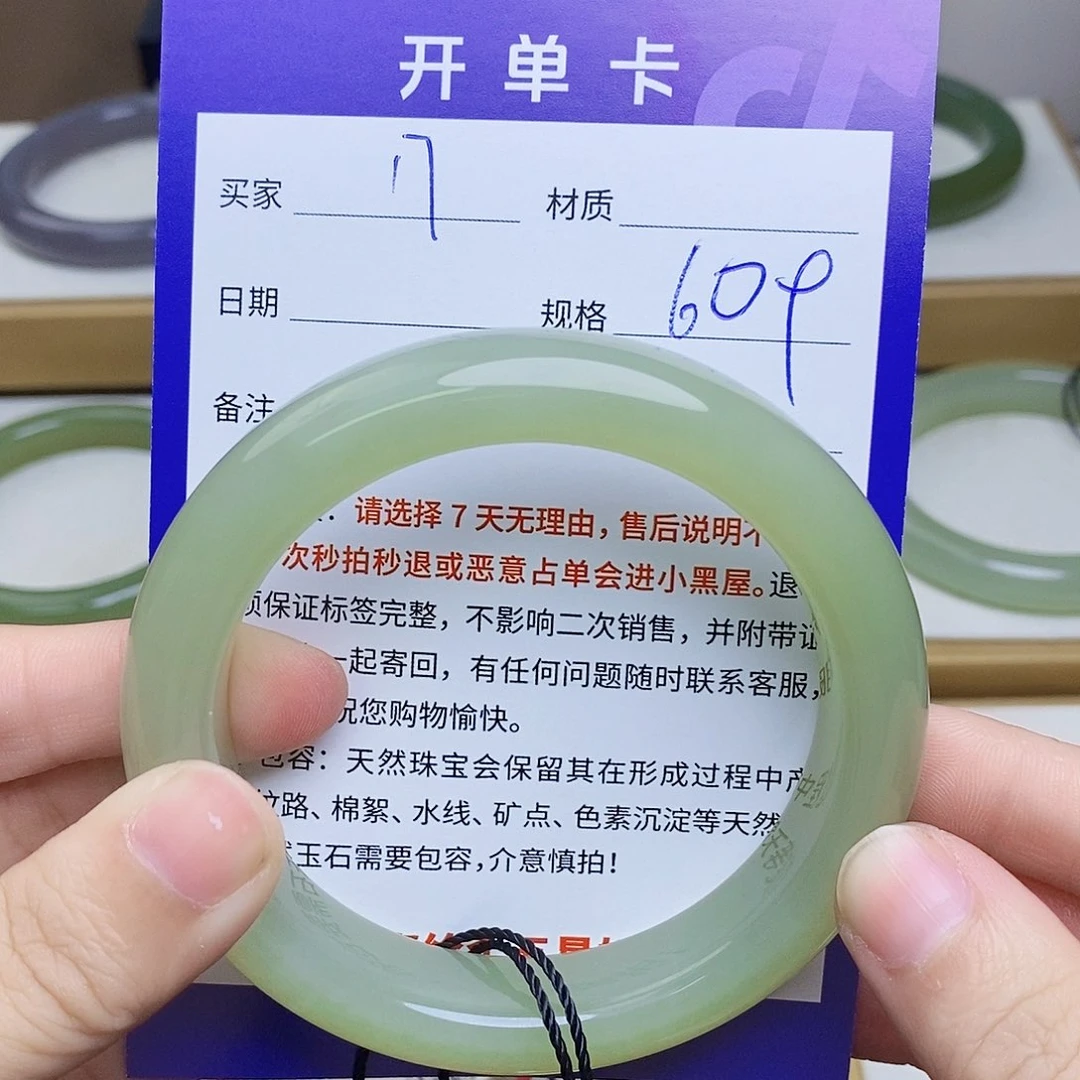 开单卡
买家 17 材质
日期 规格 609
备注
：请选择 7 天无理由，售后说明不
次秒拍秒退或恶意占单会进小黑屋。退
须保证标签完整，不影响二次销售，并附带证
一起寄回，有任何问题随时联系客服，
祝您购物愉快。
包容：天然珠宝会保留其在形成过程中产
纹路、棉絮、水线、矿点、色素沉淀等天然
玉石需要包容，介意慎拍！